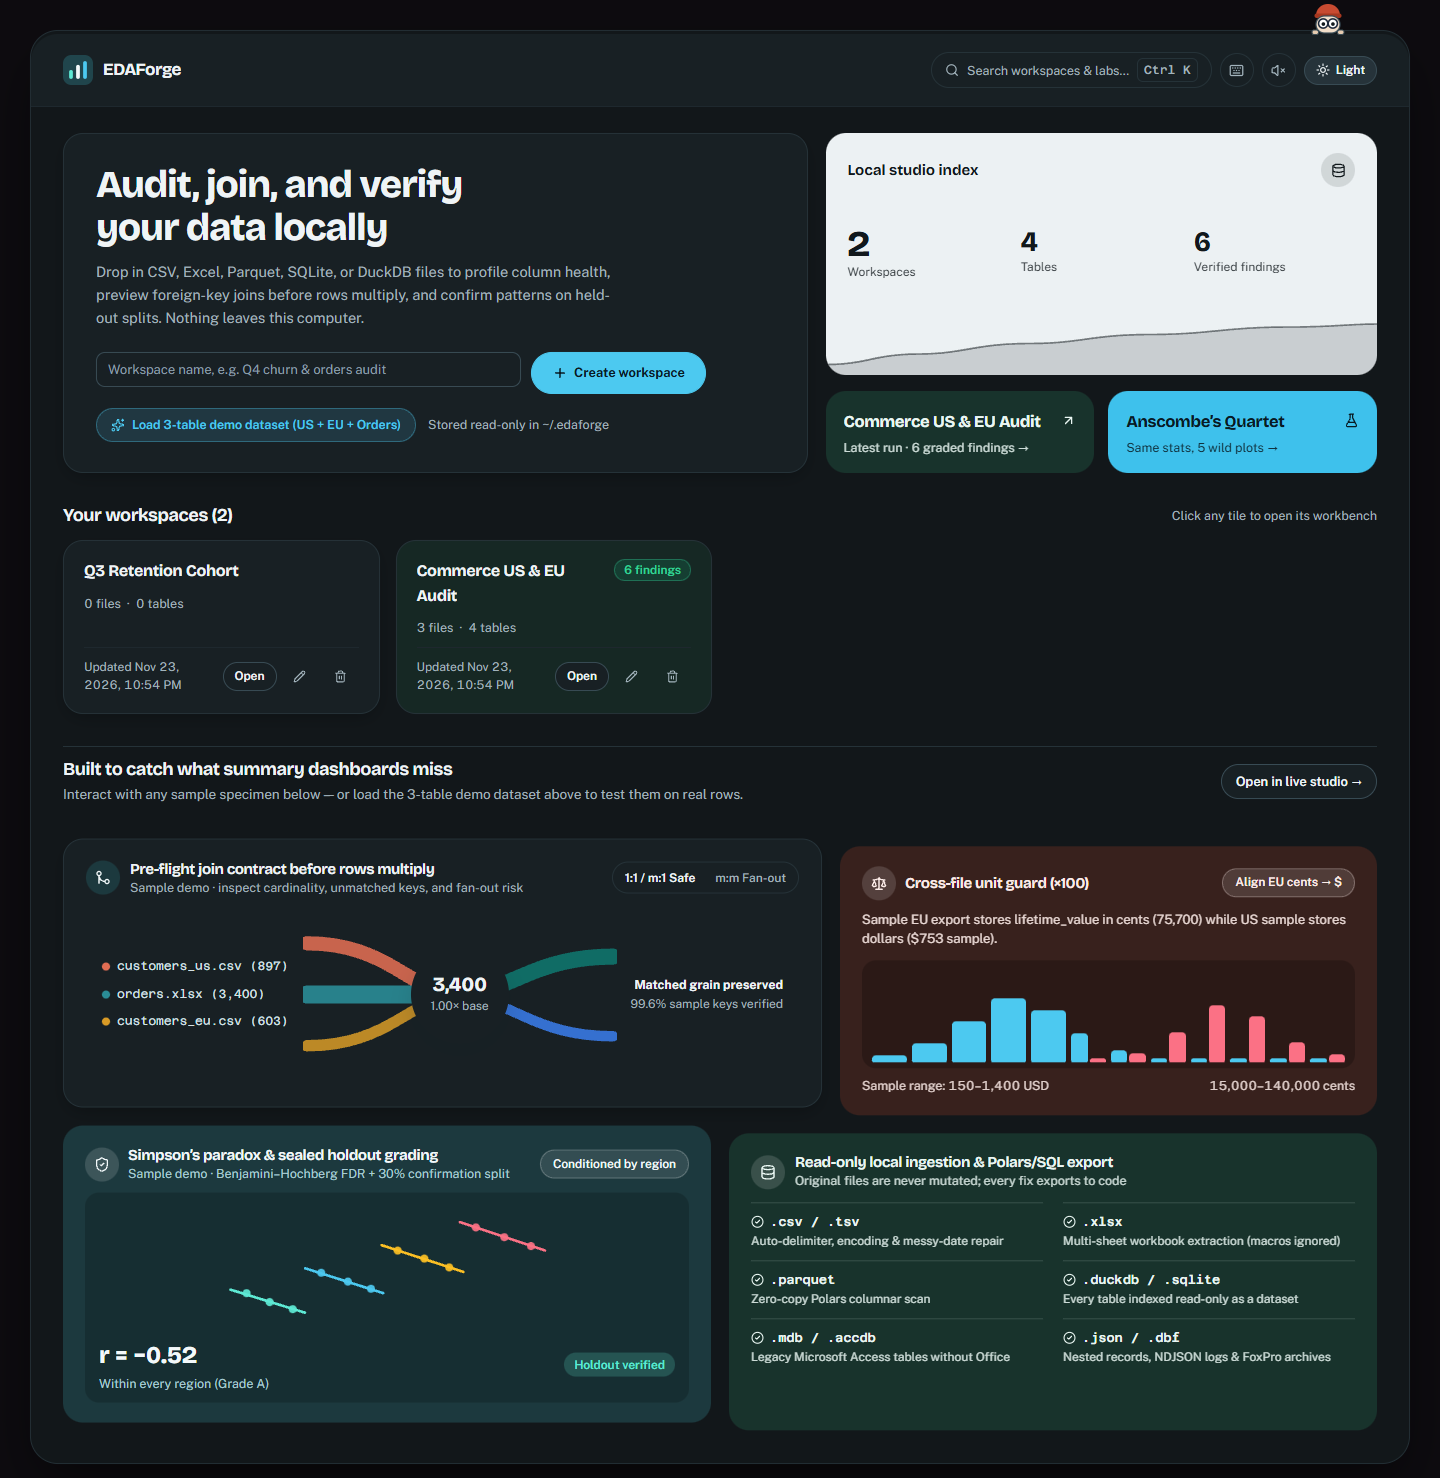 EDAForge
Search workspaces & labs... Ctrl K
Light
Audit, join, and verify
your data locally
Drop in CSV, Excel, Parquet, SQLite, or DuckDB files to profile column health,
preview foreign-key joins before rows multiply, and confirm patterns on held-
out splits. Nothing leaves this computer.
Workspace name, e.g. Q4 churn & orders audit
+ Create workspace
Load 3-table demo dataset (US + EU + Orders)
Stored read-only in ~/.edaforge
Local studio index
2
Workspaces
4
Tables
6
Verified findings
Commerce US & EU Audit
Latest run · 6 graded findings →
Anscombe's Quartet
Same stats, 5 wild plots →
Your workspaces (2)
Click any tile to open its workbench
Q3 Retention Cohort
0 files · 0 tables
Updated Nov 23,
2026, 10:54 PM
Open
Commerce US & EU
Audit
6 findings
3 files · 4 tables
Updated Nov 23,
2026, 10:54 PM
Open
Built to catch what summary dashboards miss
Interact with any sample specimen below — or load the 3-table demo dataset above to test them on real rows.
Open in live studio →
Pre-flight join contract before rows multiply
Sample demo · inspect cardinality, unmatched keys, and fan-out risk
1:1 / m:1 Safe
m:m Fan-out
customers_us.csv (897)
orders.xlsx (3,400)
customers_eu.csv (603)
3,400
1.00× base
Matched grain preserved
99.6% sample keys verified
Cross-file unit guard (×100)
Align EU cents → $
Sample EU export stores lifetime_value in cents (75,700) while US sample stores
dollars ($753 sample).
Sample range: 150–1,400 USD
15,000–140,000 cents
Simpson's paradox & sealed holdout grading
Sample demo · Benjamini–Hochberg FDR + 30% confirmation split
Conditioned by region
r = −0.52
Within every region (Grade A)
Holdout verified
Read-only local ingestion & Polars/SQL export
Original files are never mutated; every fix exports to code
.csv / .tsv
Auto-delimiter, encoding & messy-date repair
.xlsx
Multi-sheet workbook extraction (macros ignored)
.parquet
Zero-copy Polars columnar scan
.duckdb / .sqlite
Every table indexed read-only as a dataset
.mdb / .accdb
Legacy Microsoft Access tables without Office
.json / .dbf
Nested records, NDJSON logs & FoxPro archives